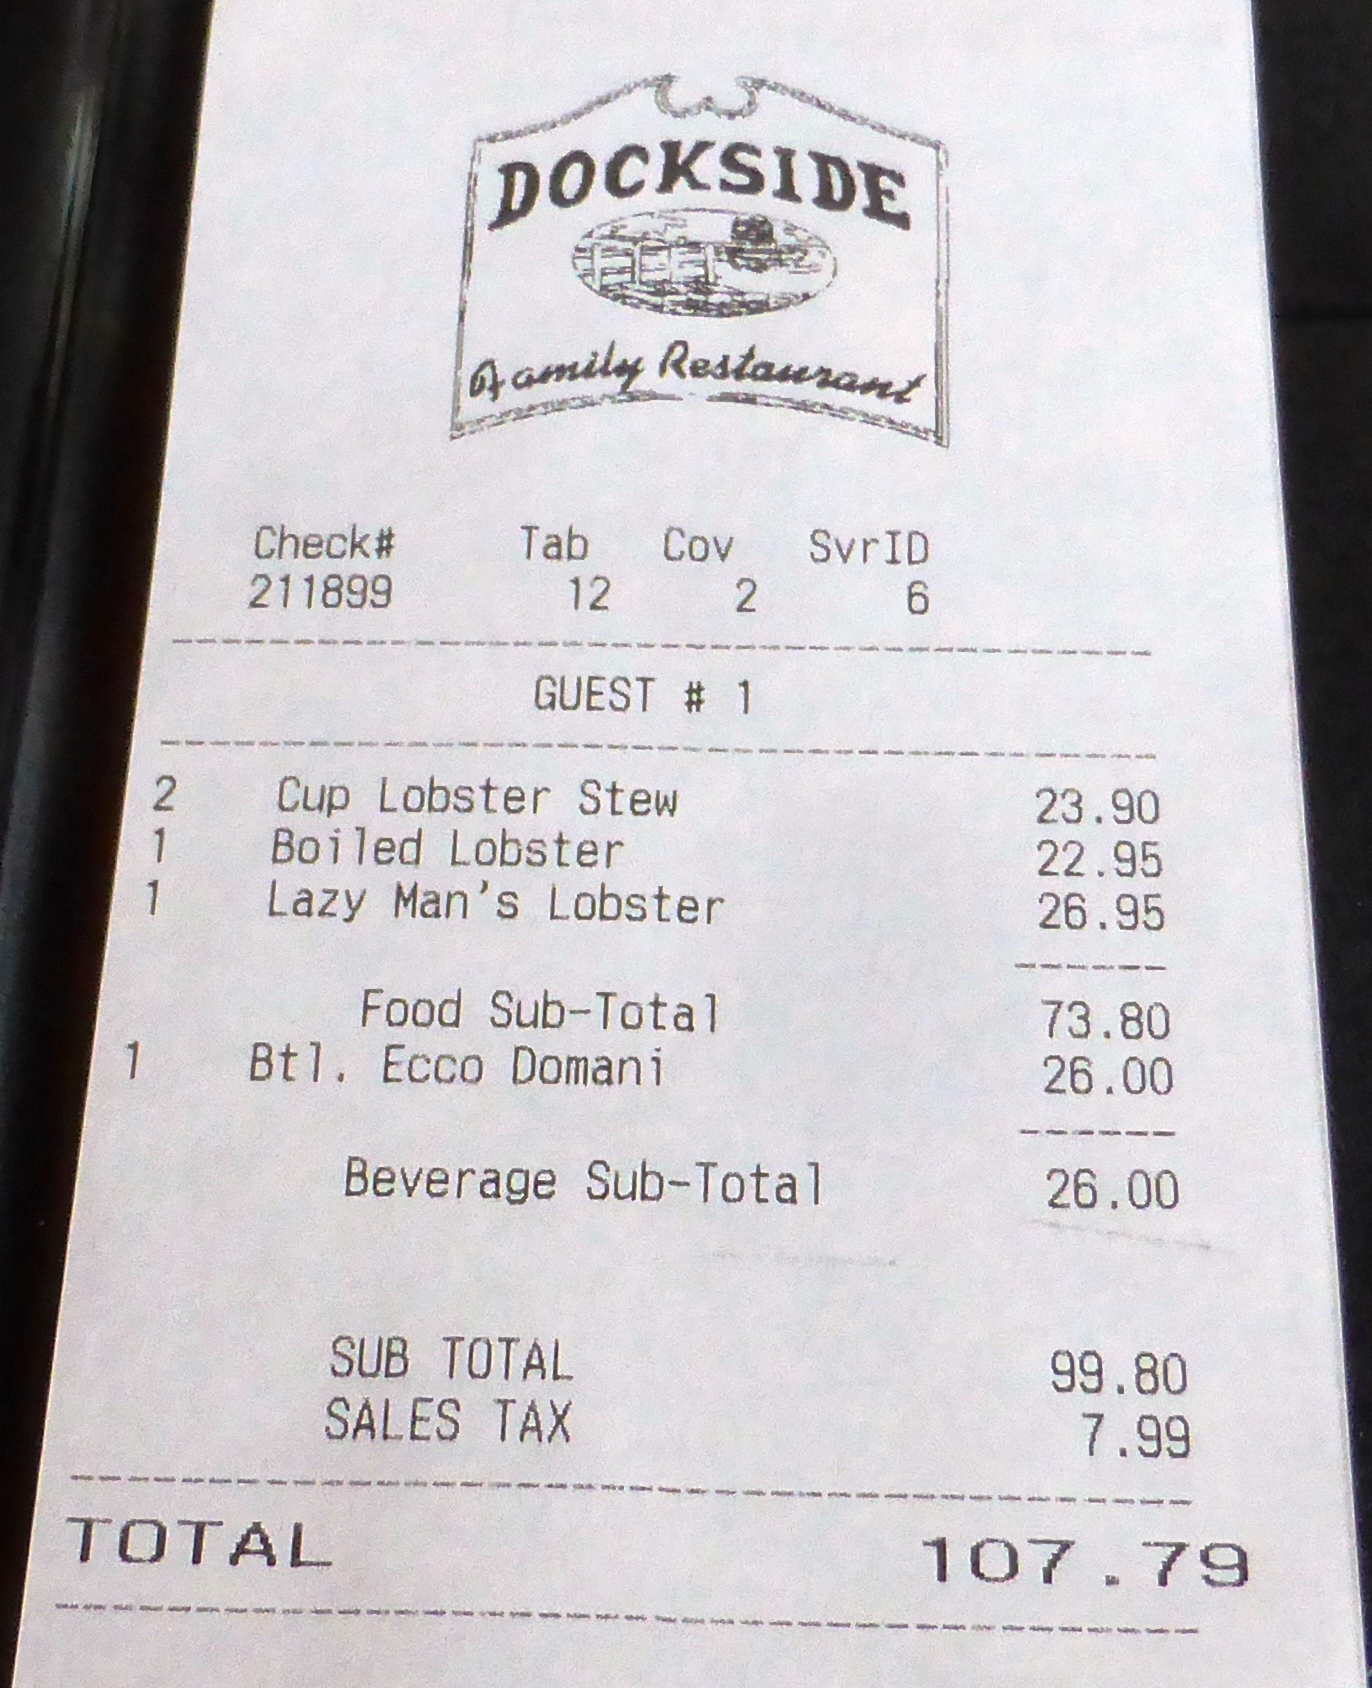 DOCKSIDE
Family Restaurant
Check# Tab Cov SvrID
211899 12 2 6
GUEST # 1
2 Cup Lobster Stew 23.90
1 Boiled Lobster 22.95
1 Lazy Man's Lobster 26.95
Food Sub-Total 73.80
1 Btl. Ecco Domani 26.00
Beverage Sub-Total 26.00
SUB TOTAL 99.80
SALES TAX 7.99
TOTAL 107.79